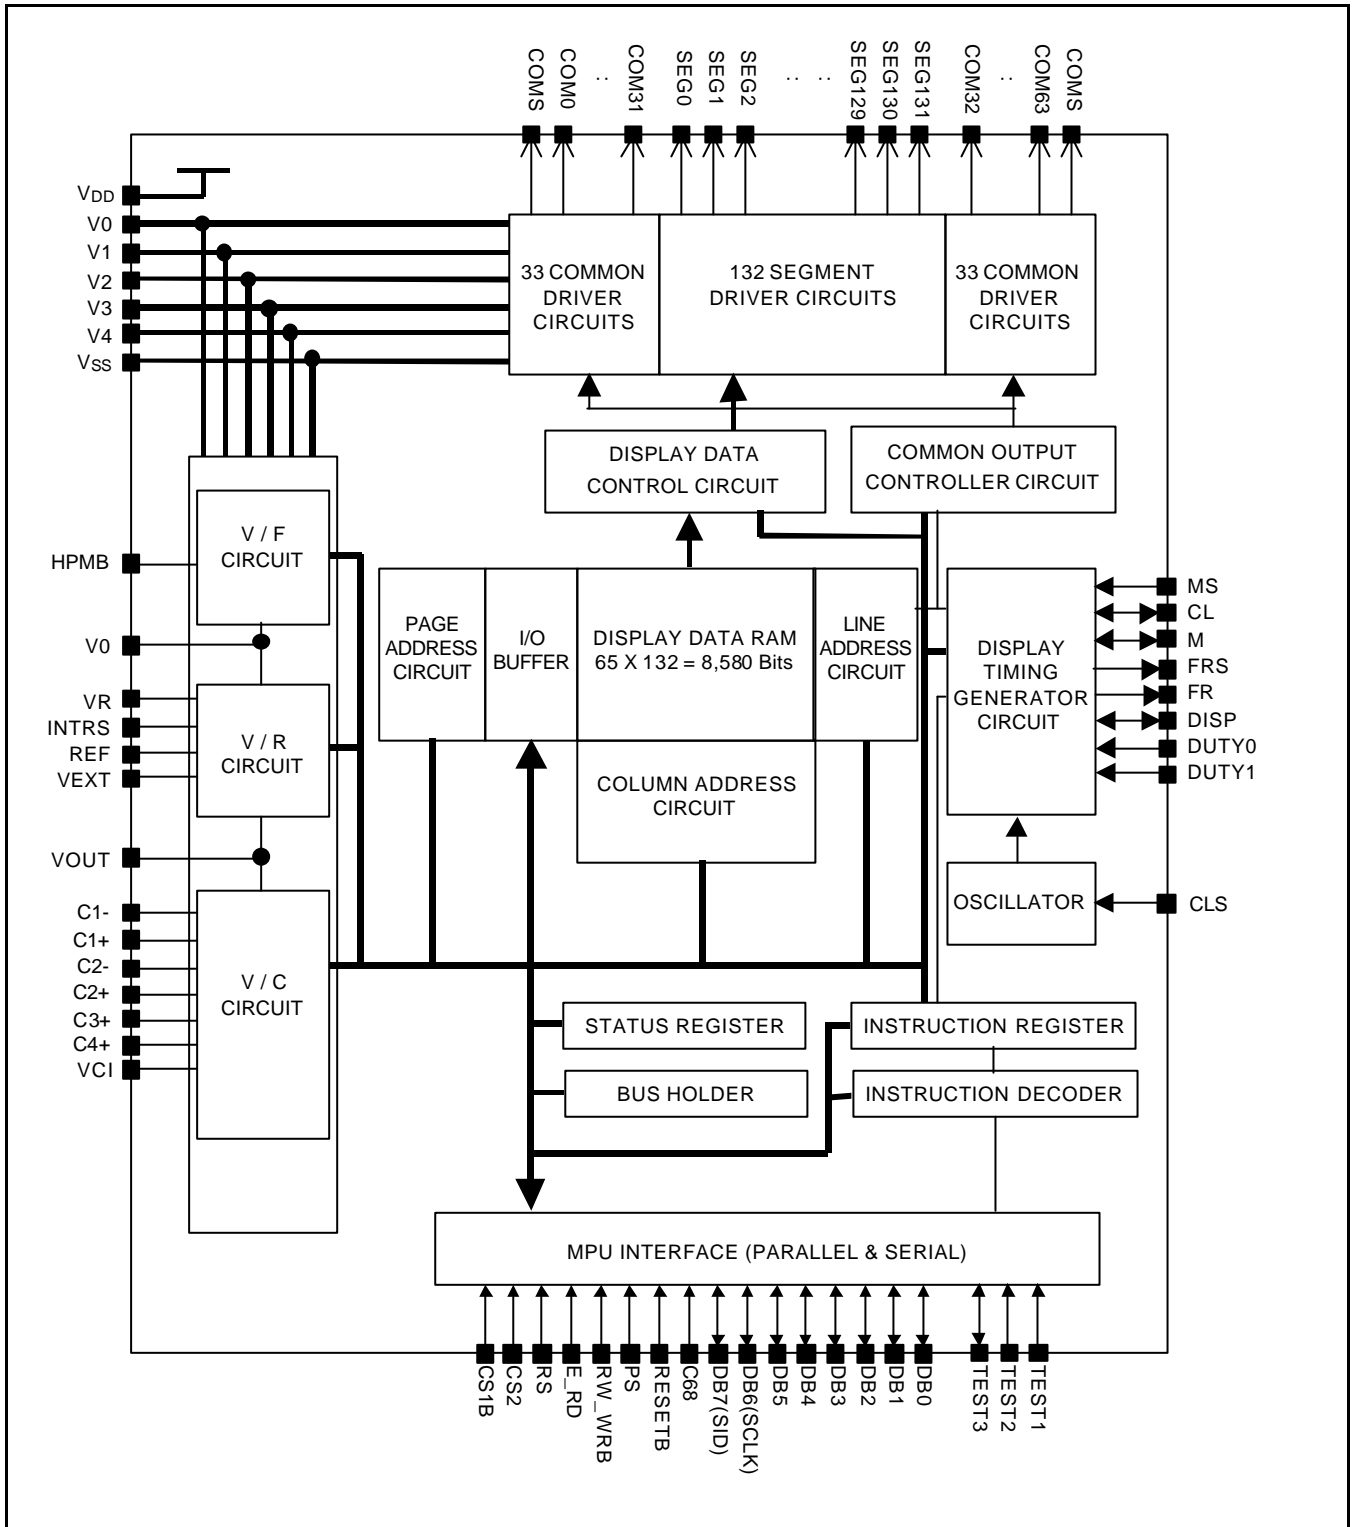 COMS
COM0
..
COM31
SEG0
SEG1
SEG2
..
..
SEG129
SEG130
SEG131
COM32
..
COM63
COMS
VDD
V0
V1
V2
V3
V4
VSS
33 COMMON
DRIVER
CIRCUITS
132 SEGMENT
DRIVER CIRCUITS
33 COMMON
DRIVER
CIRCUITS
DISPLAY DATA
CONTROL CIRCUIT
COMMON OUTPUT
CONTROLLER CIRCUIT
V / F
CIRCUIT
HPMB
V0
VR
INTRS
REF
VEXT
V / R
CIRCUIT
VOUT
C1-
C1+
C2-
C2+
C3+
C4+
VCI
V / C
CIRCUIT
PAGE
ADDRESS
CIRCUIT
I/O
BUFFER
DISPLAY DATA RAM
65 X 132 = 8,580 Bits
LINE
ADDRESS
CIRCUIT
COLUMN ADDRESS
CIRCUIT
DISPLAY
TIMING
GENERATOR
CIRCUIT
MS
CL
M
FRS
FR
DISP
DUTY0
DUTY1
OSCILLATOR
CLS
STATUS REGISTER
INSTRUCTION REGISTER
BUS HOLDER
INSTRUCTION DECODER
MPU INTERFACE (PARALLEL & SERIAL)
CS1B
CS2
RS
E_RD
RW_WRB
PS
RESETB
C68
DB7(SID)
DB6(SCLK)
DB5
DB4
DB3
DB2
DB1
DB0
TEST3
TEST2
TEST1